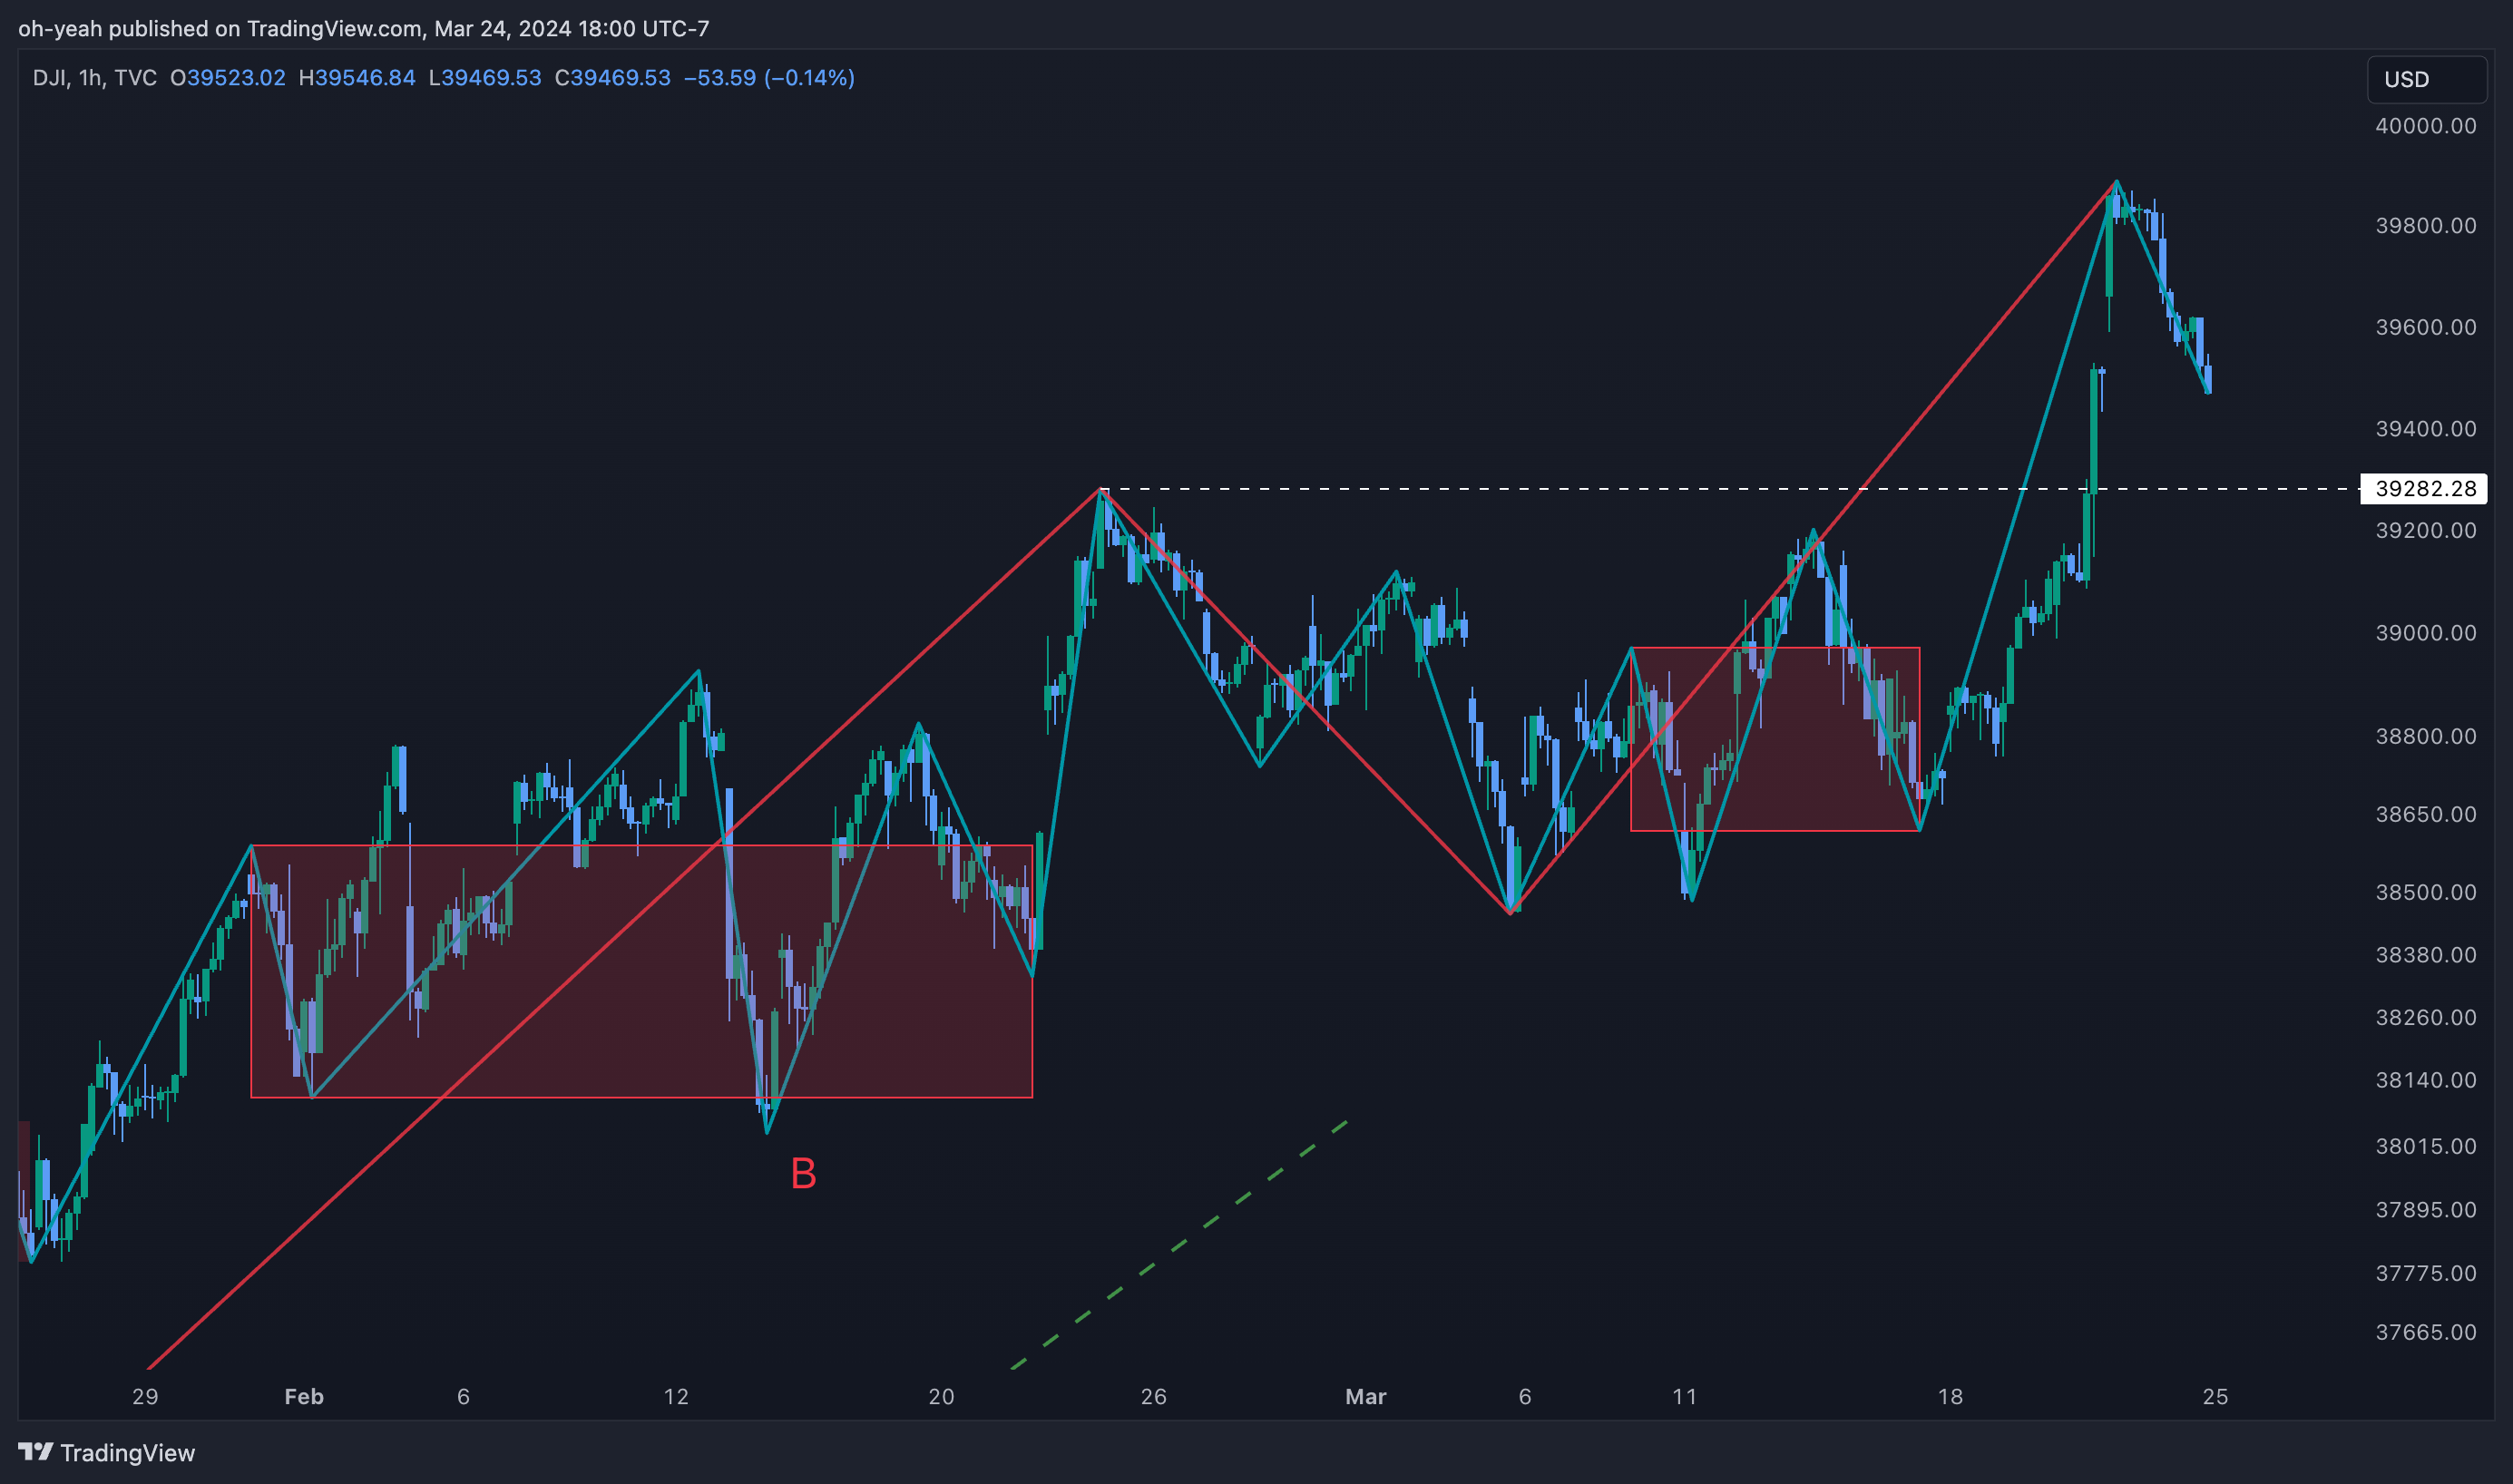 oh-yeah published on TradingView.com, Mar 24, 2024 18:00 UTC-7
DJI, 1h, TVC O39523.02 H39546.84 L39469.53 C39469.53 −53.59 (−0.14%)
USD
40000.00
39800.00
39600.00
39400.00
39282.28
39200.00
39000.00
38800.00
38650.00
38500.00
38380.00
38260.00
38140.00
38015.00
37895.00
37775.00
37665.00
B
29 Feb 6 12 20 26 Mar 6 11 18 25
TradingView